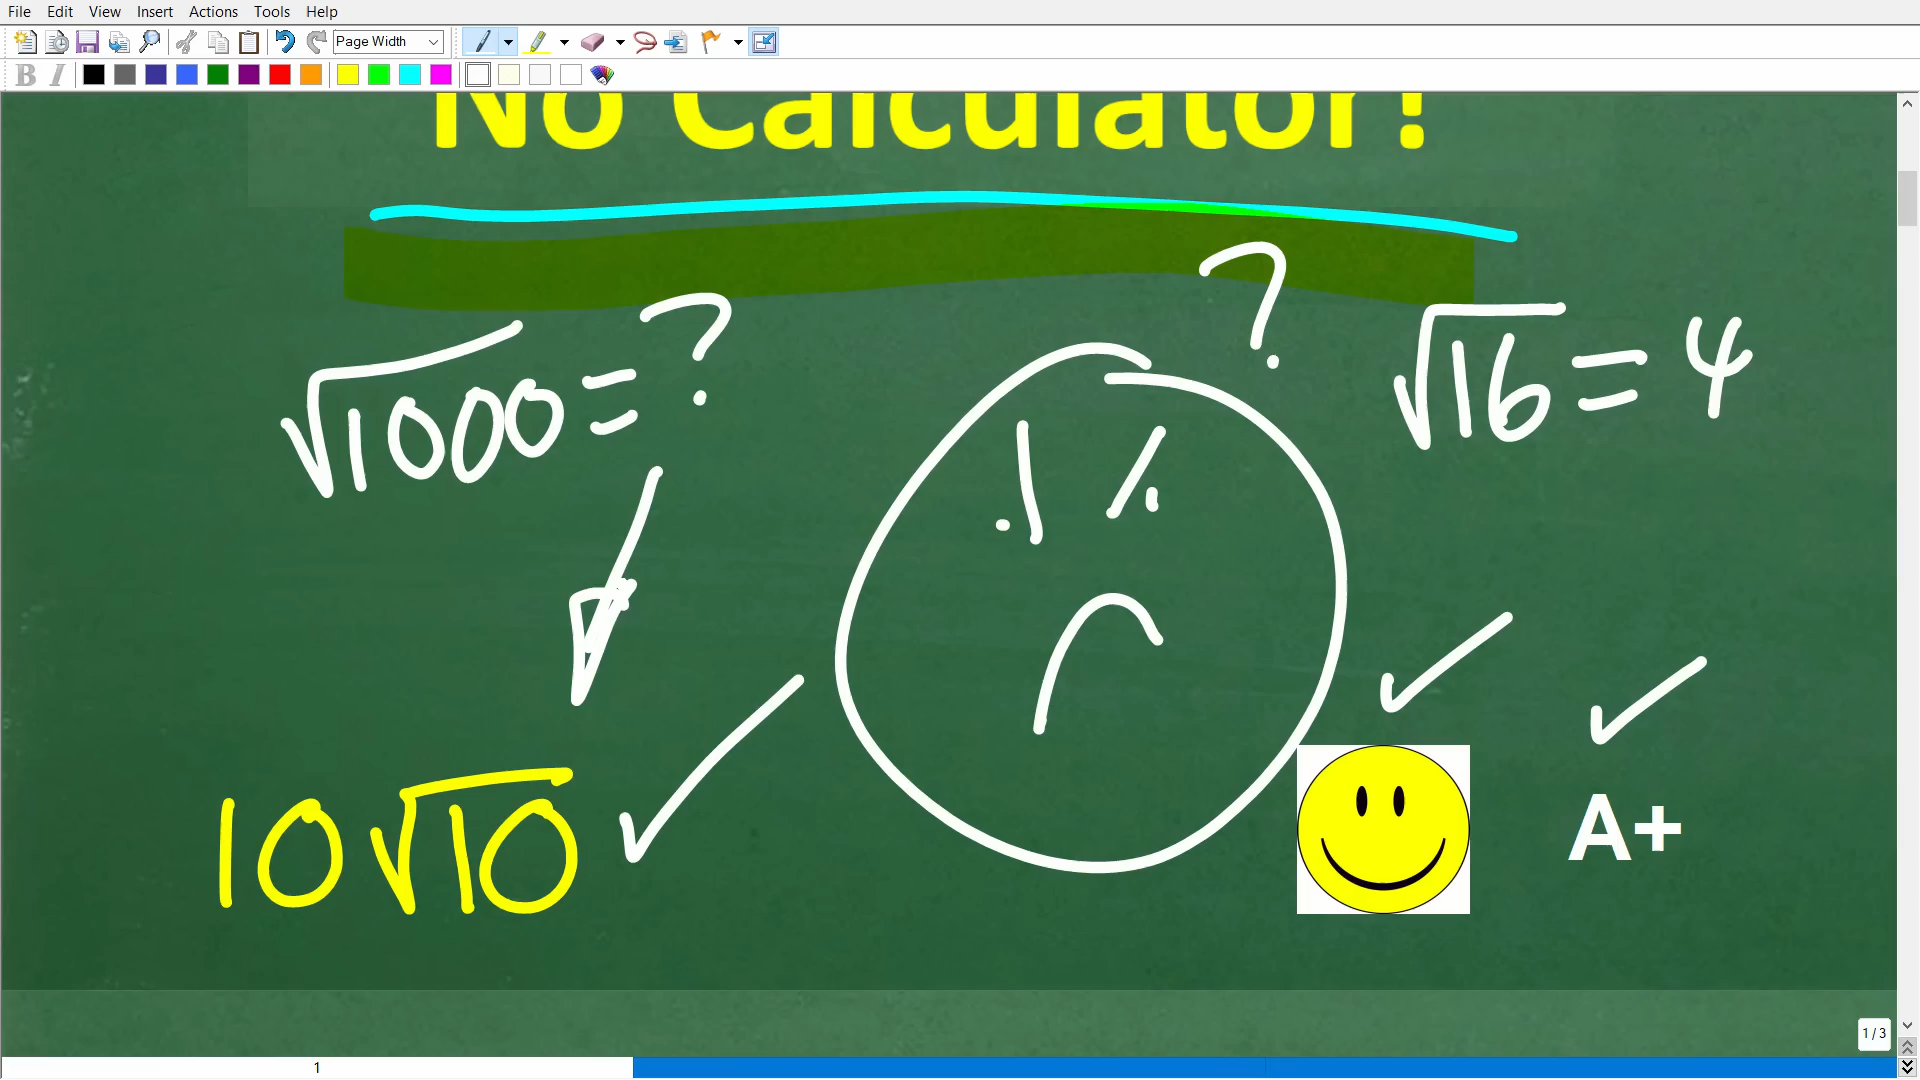 File Edit View Insert Actions Tools Help
Page Width
B I
No Calculator!
√1000 = ?
?
√16 = 4
10√10
A+
1 / 3
1